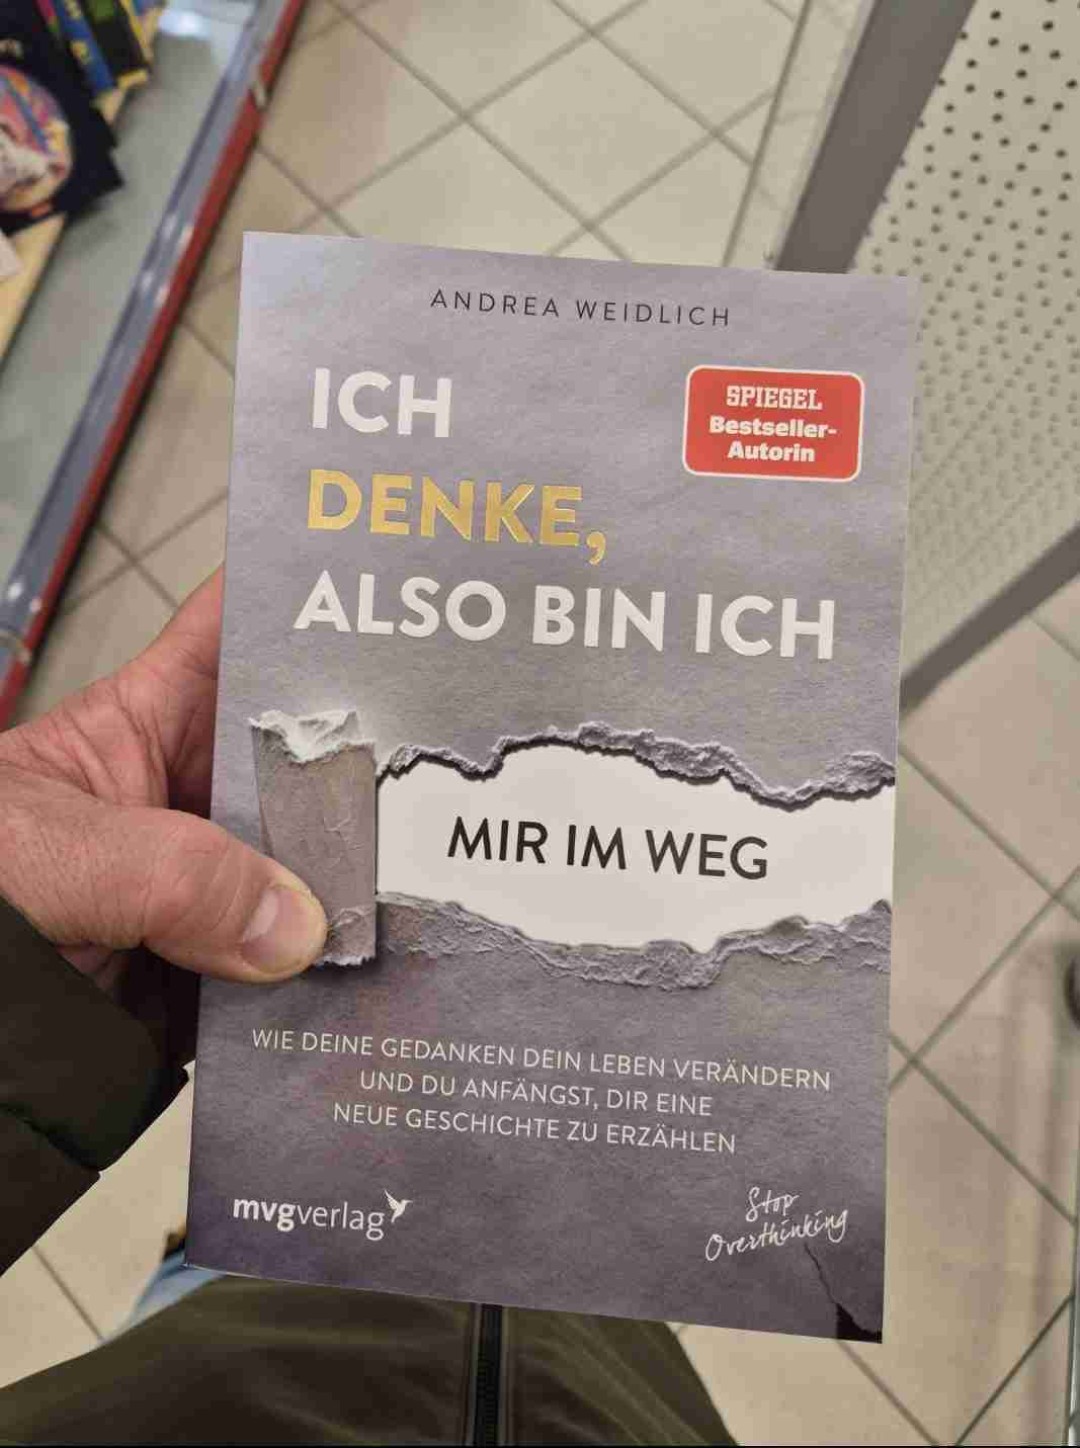 ANDREA WEIDLICH
ICH
DENKE,
ALSO BIN ICH
SPIEGEL
Bestseller-
Autorin
MIR IM WEG
WIE DEINE GEDANKEN DEIN LEBEN VERÄNDERN
UND DU ANFÄNGST, DIR EINE
NEUE GESCHICHTE ZU ERZÄHLEN
mvgverlag
Stop
Overthinking